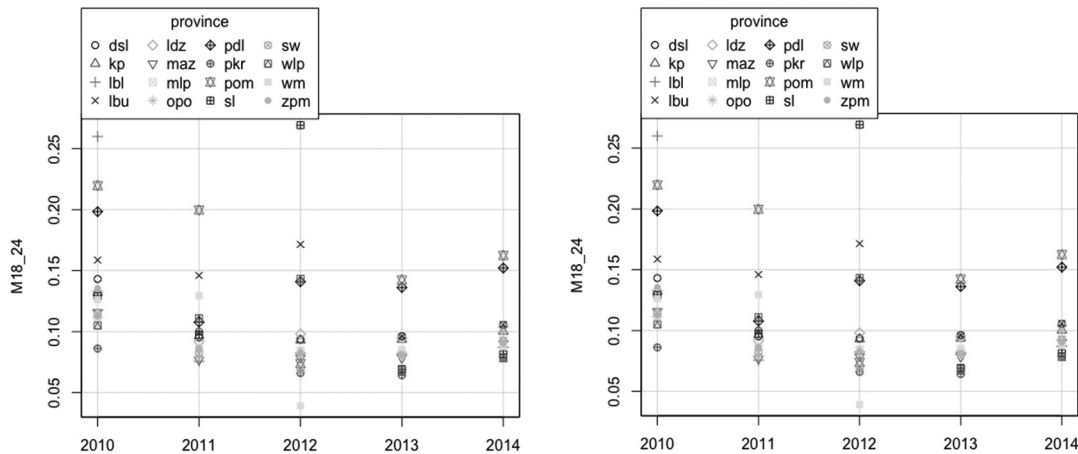 province
dsl ldz pdl sw
kp maz pkr wlp
lbl mlp pom wm
lbu opo sl zpm
M18_24
0.25
0.20
0.15
0.10
0.05
2010 2011 2012 2013 2014
province
dsl ldz pdl sw
kp maz pkr wlp
lbl mlp pom wm
lbu opo sl zpm
M18_24
0.25
0.20
0.15
0.10
0.05
2010 2011 2012 2013 2014